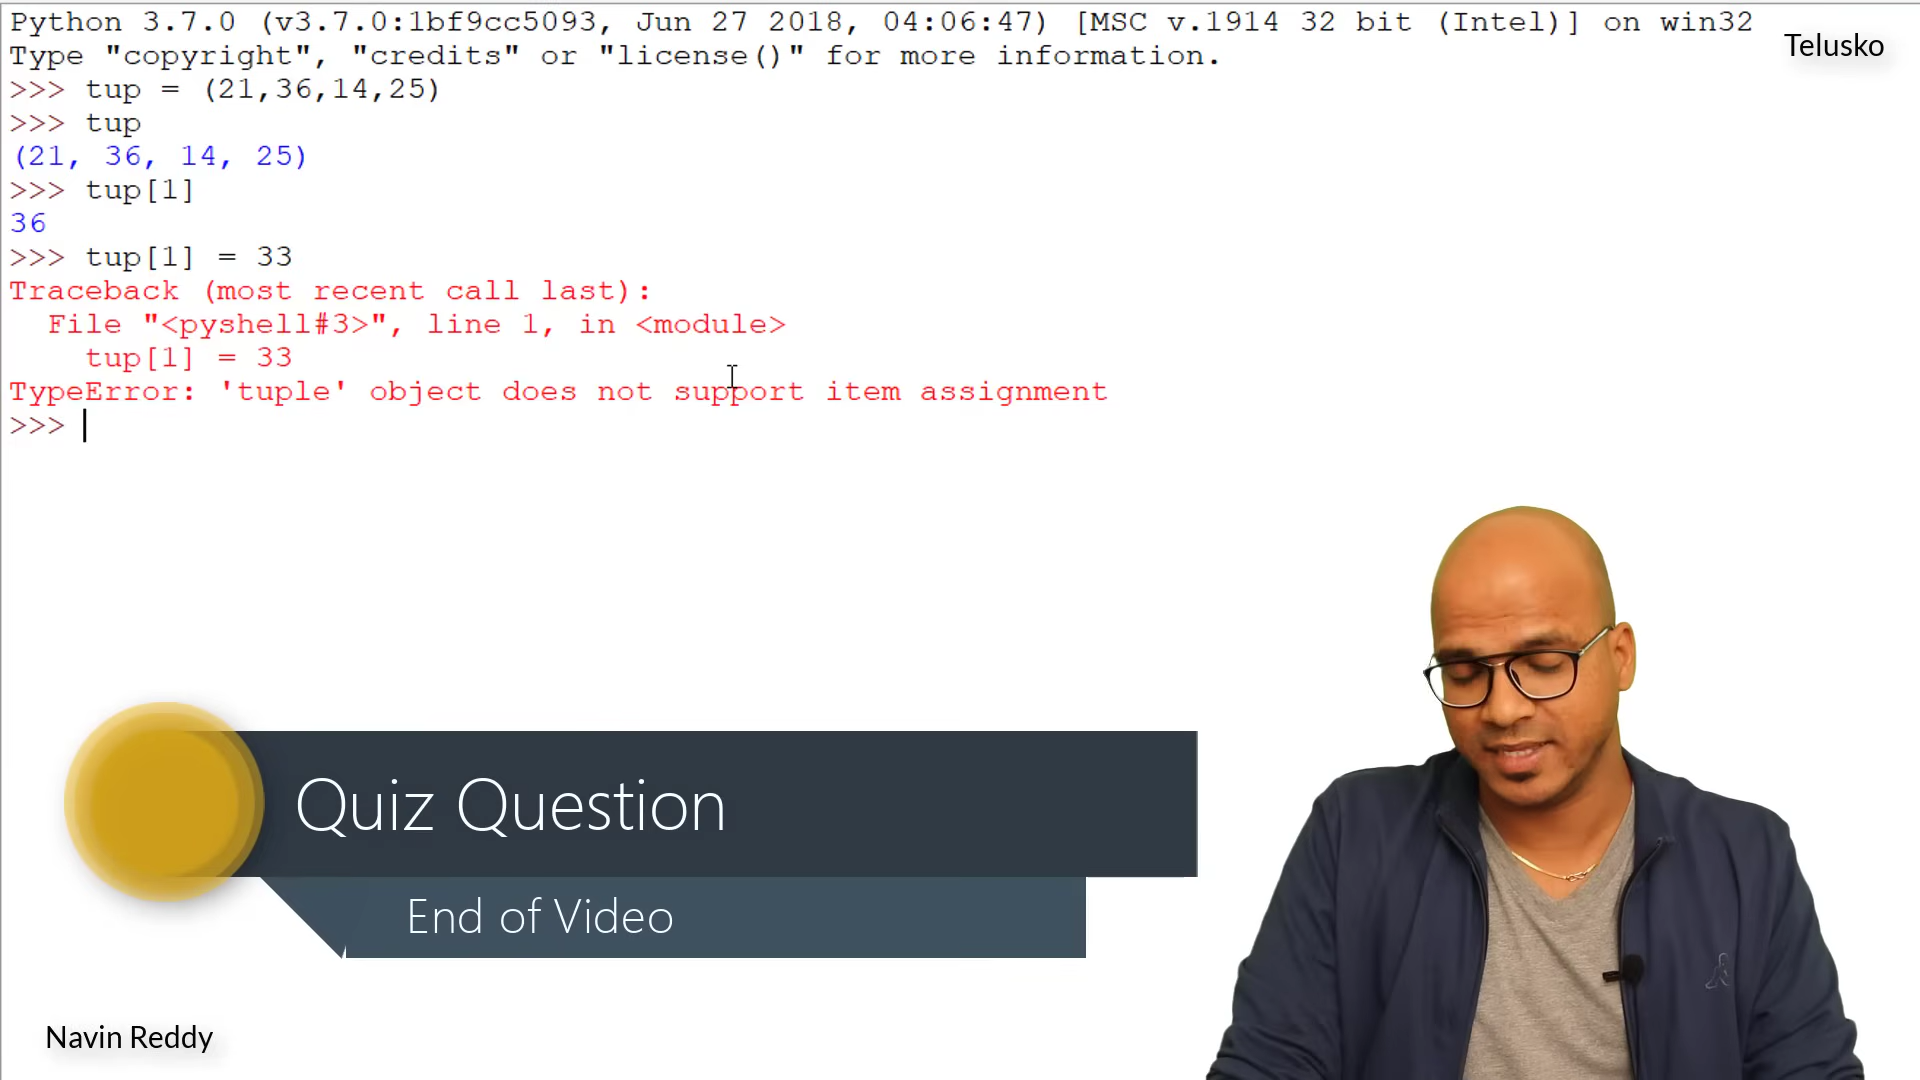 Python 3.7.0 (v3.7.0:1bf9cc5093, Jun 27 2018, 04:06:47) [MSC v.1914 32 bit (Intel)] on win32
Type "copyright", "credits" or "license()" for more information.
Telusko
>>> tup = (21,36,14,25)
>>> tup
(21, 36, 14, 25)
>>> tup[1]
36
>>> tup[1] = 33
Traceback (most recent call last):
  File "<pyshell#3>", line 1, in <module>
    tup[1] = 33
TypeError: 'tuple' object does not support item assignment
>>>
Quiz Question
End of Video
Navin Reddy